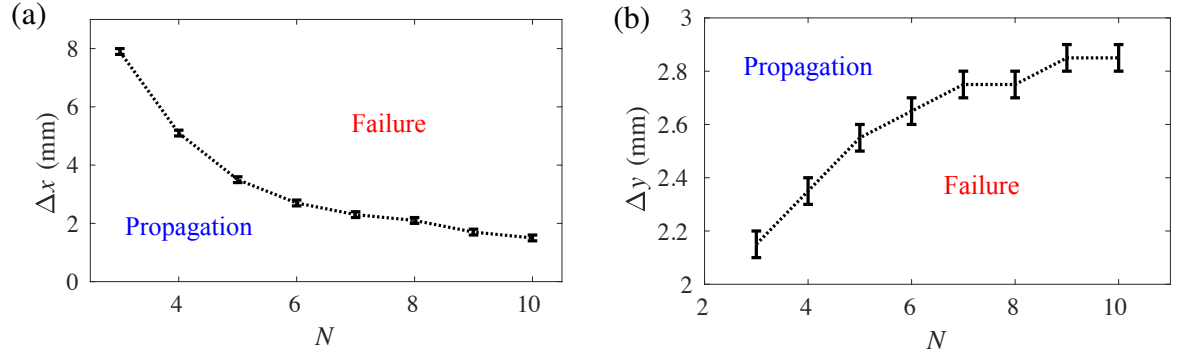 (a)
8
6
4
2
0
4
6
8
10
Δx (mm)
N
Failure
Propagation
(b)
3
2.8
2.6
2.4
2.2
2
2
4
6
8
10
Δy (mm)
N
Propagation
Failure